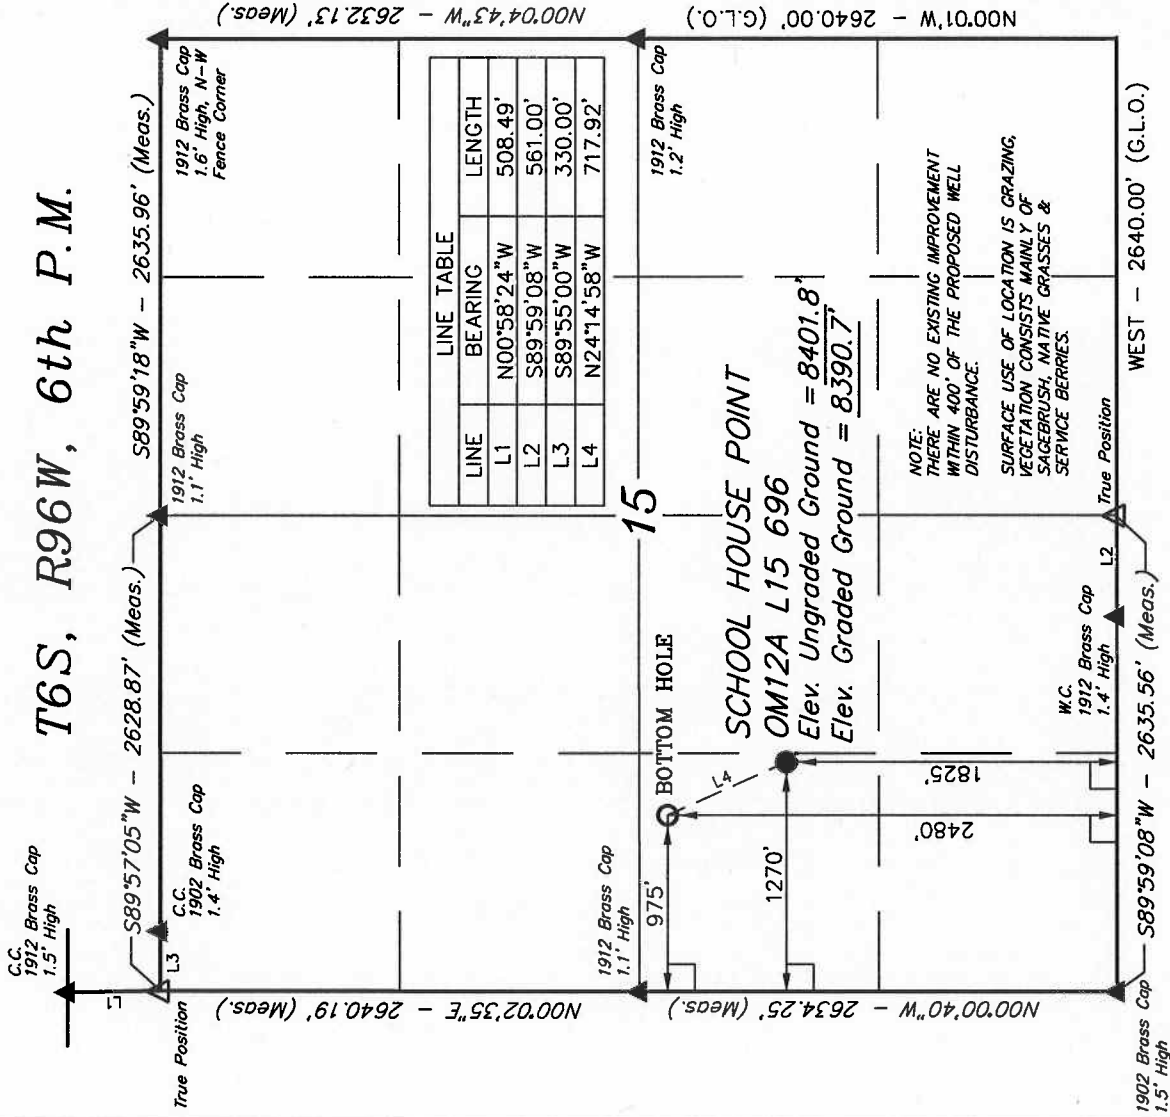 T6S, R96W, 6th P.M.
C.C.
1912 Brass Cap
1.5' High
S89°57'05"W - 2628.87' (Meas.)
S89°59'18"W - 2635.96' (Meas.)
L1
L3
True Position
C.C.
1902 Brass Cap
1.4' High
1912 Brass Cap
1.1' High
1912 Brass Cap
1.6' High, N-W
Fence Corner
N00°02'35"E - 2640.19' (Meas.)
N00°04'43"W - 2632.13' (Meas.)
LINE TABLE
LINE BEARING LENGTH
L1 N00°58'24"W 508.49'
L2 S89°59'08"W 561.00'
L3 S89°55'00"W 330.00'
L4 N24°14'58"W 717.92'
15
1912 Brass Cap
1.1' High
1912 Brass Cap
1.2' High
975'
BOTTOM HOLE
L4
1270'
SCHOOL HOUSE POINT
OM12A L15 696
Elev. Ungraded Ground = 8401.8'
Elev. Graded Ground = 8390.7'
2480'
1825'
N00°00'40"W - 2634.25' (Meas.)
N00°01'W - 2640.00' (G.L.O.)
NOTE:
THERE ARE NO EXISTING IMPROVEMENT
WITHIN 400' OF THE PROPOSED WELL
DISTURBANCE.
SURFACE USE OF LOCATION IS GRAZING,
VEGETATION CONSISTS MAINLY OF
SAGEBRUSH, NATIVE GRASSES &
SERVICE BERRIES.
W.C.
1912 Brass Cap
1.4' High
L2
True Position
1902 Brass Cap
1.5' High
S89°59'08"W - 2635.56' (Meas.)
WEST - 2640.00' (G.L.O.)